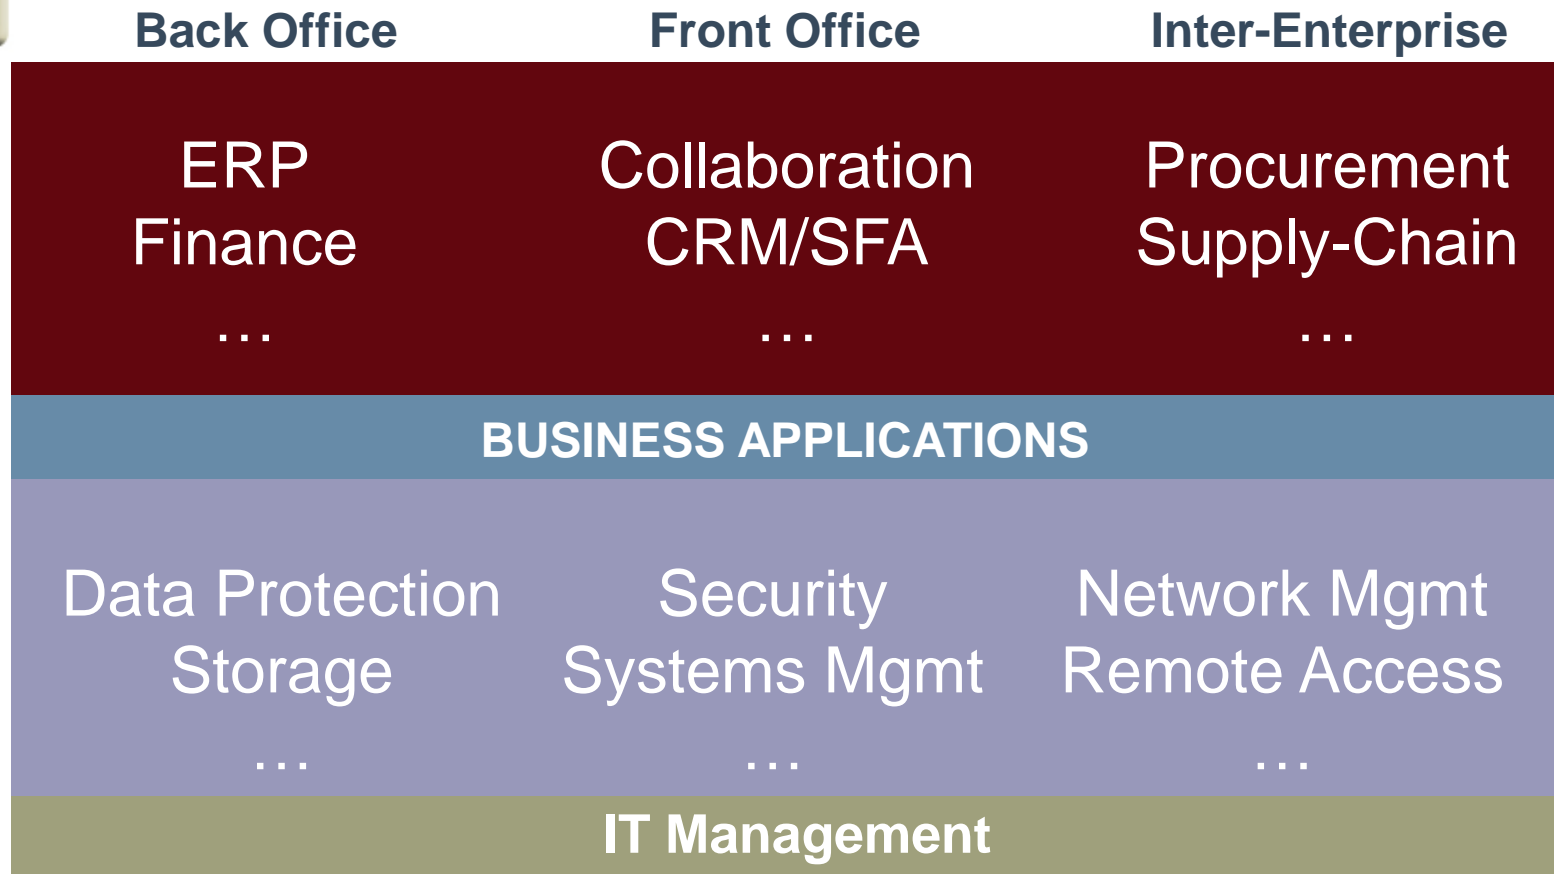 Back Office Front Office Inter-Enterprise
ERP Collaboration Procurement
Finance CRM/SFA Supply-Chain
… … …
BUSINESS APPLICATIONS
Data Protection Security Network Mgmt
Storage Systems Mgmt Remote Access
… … …
IT Management